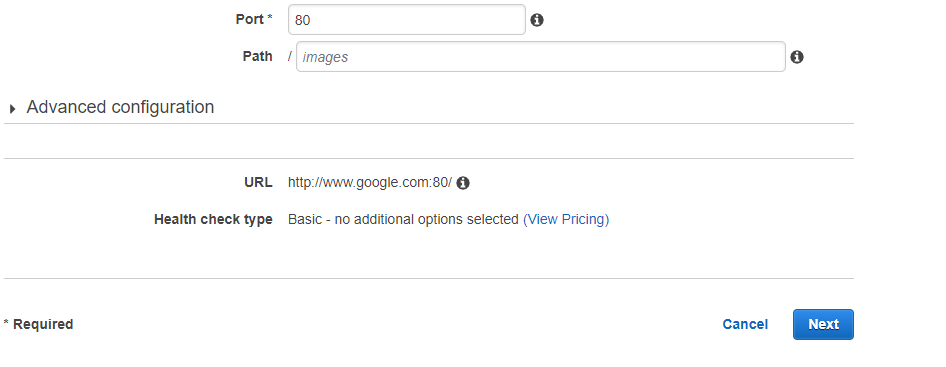 Port * 80
Path / images
Advanced configuration
URL http://www.google.com:80/
Health check type Basic - no additional options selected (View Pricing)
* Required Cancel Next